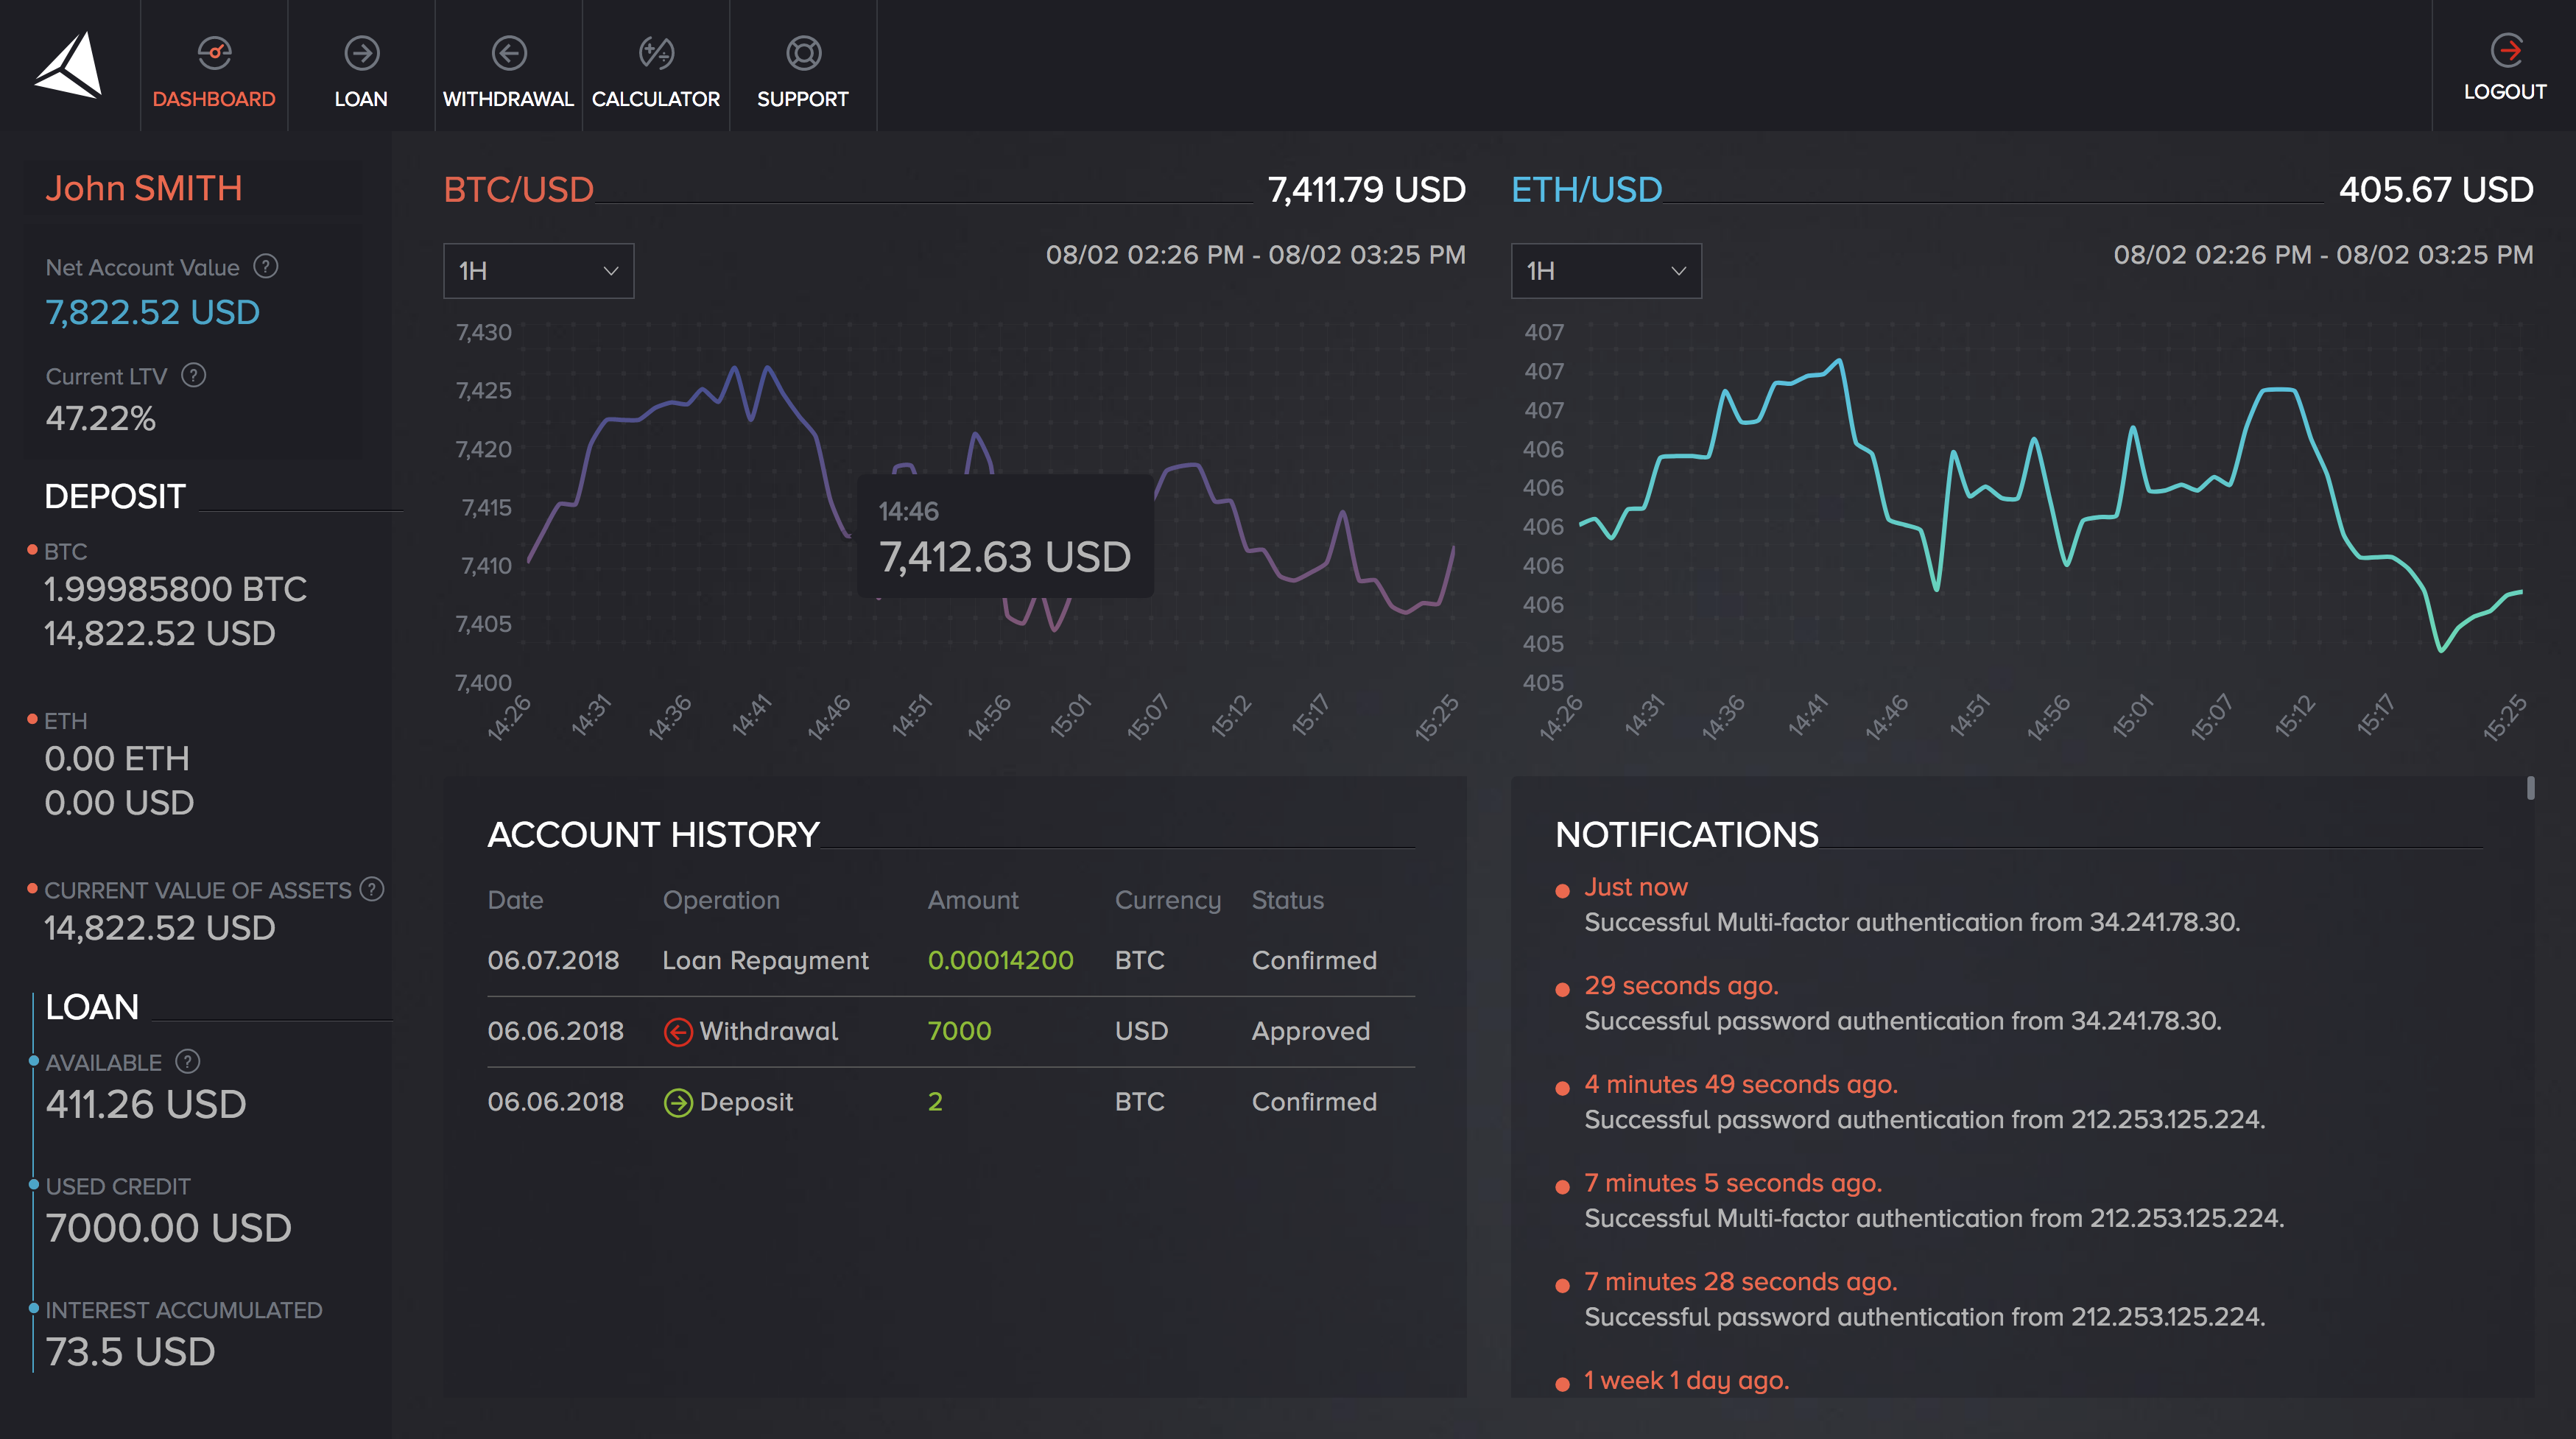 DASHBOARD
LOAN
WITHDRAWAL
CALCULATOR
SUPPORT
LOGOUT
John SMITH
Net Account Value ?
7,822.52 USD
Current LTV ?
47.22%
DEPOSIT
BTC
1.99985800 BTC
14,822.52 USD
ETH
0.00 ETH
0.00 USD
CURRENT VALUE OF ASSETS ?
14,822.52 USD
LOAN
AVAILABLE ?
411.26 USD
USED CREDIT
7000.00 USD
INTEREST ACCUMULATED
73.5 USD
BTC/USD
7,411.79 USD
1H
08/02 02:26 PM - 08/02 03:25 PM
7,430
7,425
7,420
7,415
7,410
7,405
7,400
14:46
7,412.63 USD
14:26
14:31
14:36
14:41
14:46
14:51
14:56
15:01
15:07
15:12
15:17
15:25
ETH/USD
405.67 USD
1H
08/02 02:26 PM - 08/02 03:25 PM
407
407
407
406
406
406
406
406
405
405
14:26
14:31
14:36
14:41
14:46
14:51
14:56
15:01
15:07
15:12
15:17
15:25
ACCOUNT HISTORY
Date Operation Amount Currency Status
06.07.2018 Loan Repayment 0.00014200 BTC Confirmed
06.06.2018 Withdrawal 7000 USD Approved
06.06.2018 Deposit 2 BTC Confirmed
NOTIFICATIONS
Just now
Successful Multi-factor authentication from 34.241.78.30.
29 seconds ago.
Successful password authentication from 34.241.78.30.
4 minutes 49 seconds ago.
Successful password authentication from 212.253.125.224.
7 minutes 5 seconds ago.
Successful Multi-factor authentication from 212.253.125.224.
7 minutes 28 seconds ago.
Successful password authentication from 212.253.125.224.
1 week 1 day ago.